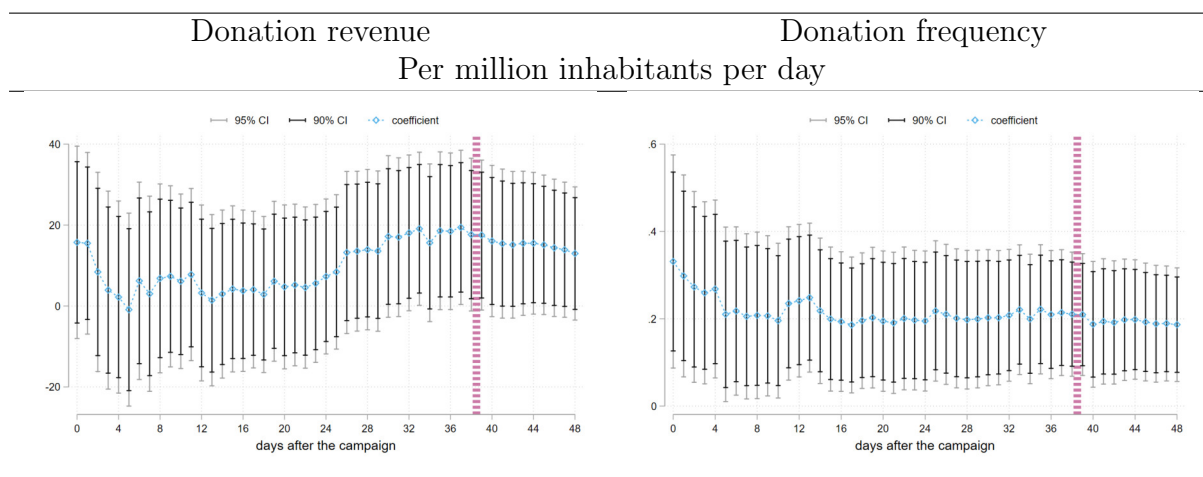 Donation revenue Donation frequency
Per million inhabitants per day
95% CI 90% CI coefficient
40
20
0
-20
0 4 8 12 16 20 24 28 32 36 40 44 48
days after the campaign
95% CI 90% CI coefficient
.6
.4
.2
0
0 4 8 12 16 20 24 28 32 36 40 44 48
days after the campaign